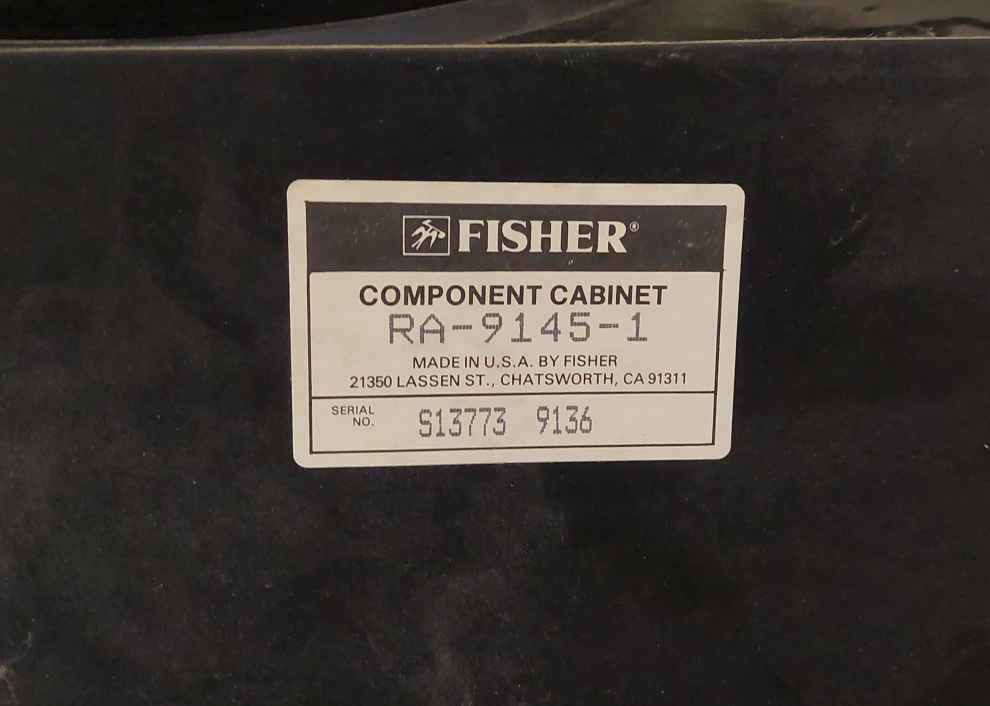 FISHER®
COMPONENT CABINET
RA-9145-1
MADE IN U.S.A. BY FISHER
21350 LASSEN ST., CHATSWORTH, CA 91311
SERIAL NO. S13773 9136